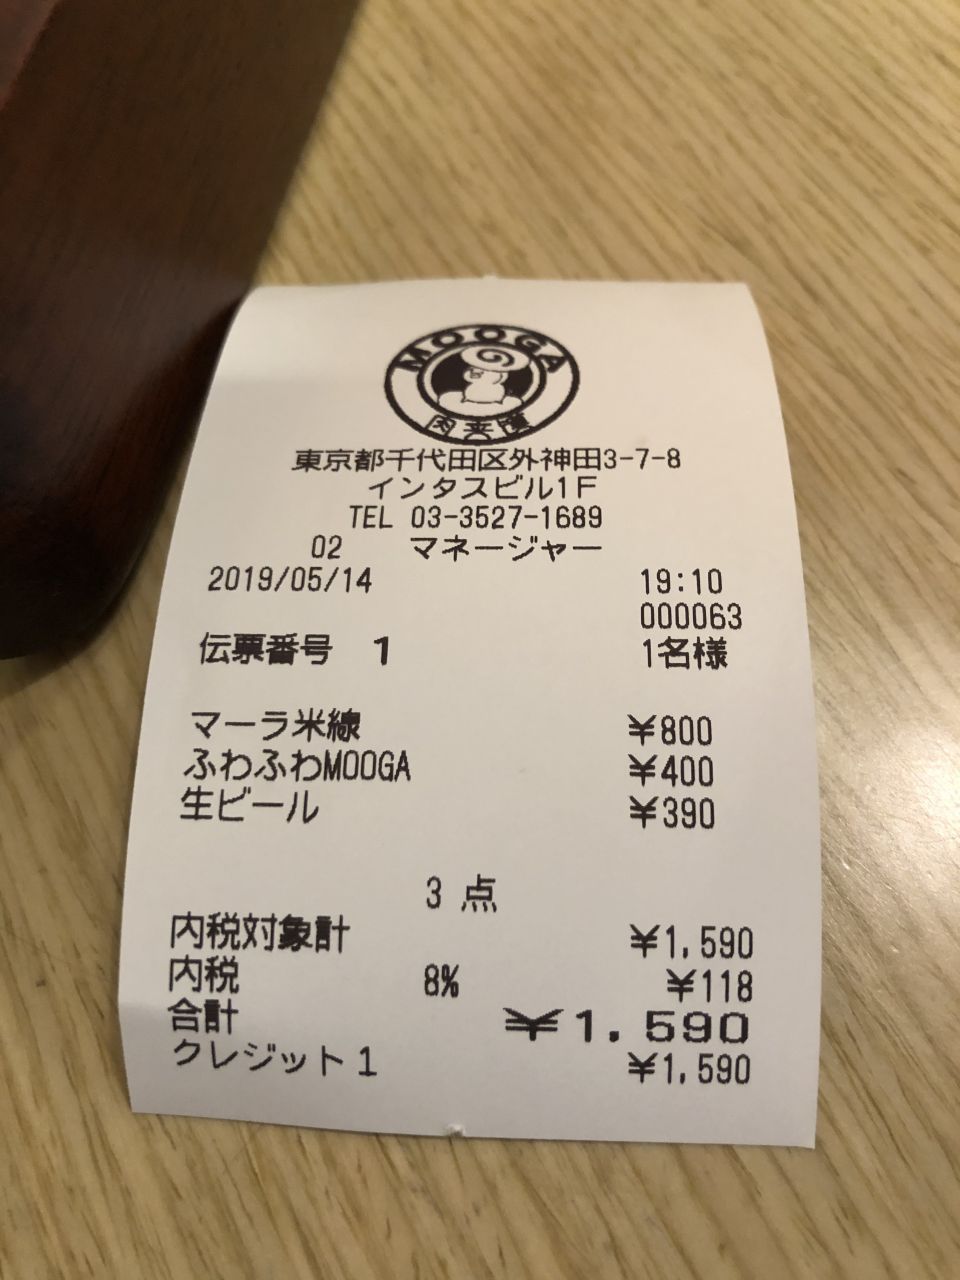 MOOGA
東京都千代田区外神田3-7-8
インタスビル1F
TEL 03-3527-1689
02 マネージャー
2019/05/14 19:10
000063
伝票番号 1 1名様
マーラ米線 ¥800
ふわふわMOOGA ¥400
生ビール ¥390
3 点
内税対象計 ¥1,590
内税 8% ¥118
合計 ¥1,590
クレジット1 ¥1,590